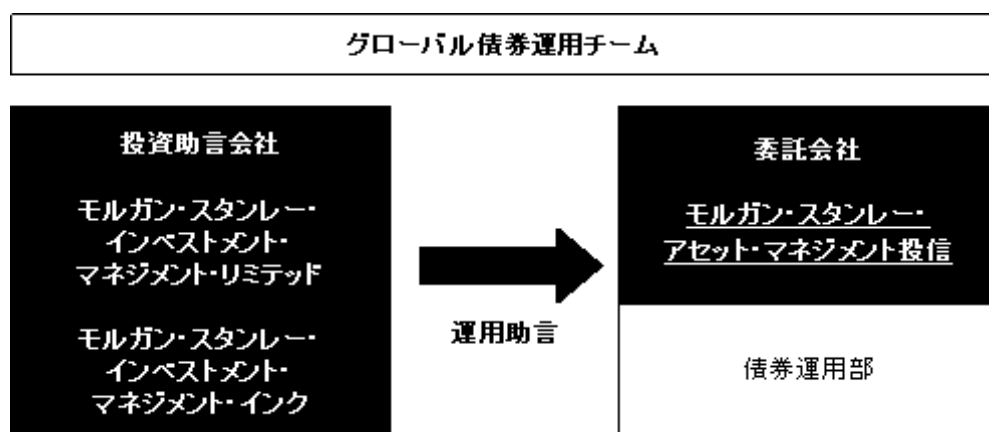 グローバル債券運用チーム
投資助言会社
モルガン・スタンレー・
インベストメント・
マネジメント・リミテッド
モルガン・スタンレー・
インベストメント・
マネジメント・インク
運用助言
委託会社
モルガン・スタンレー・
アセット・マネジメント投信
債券運用部